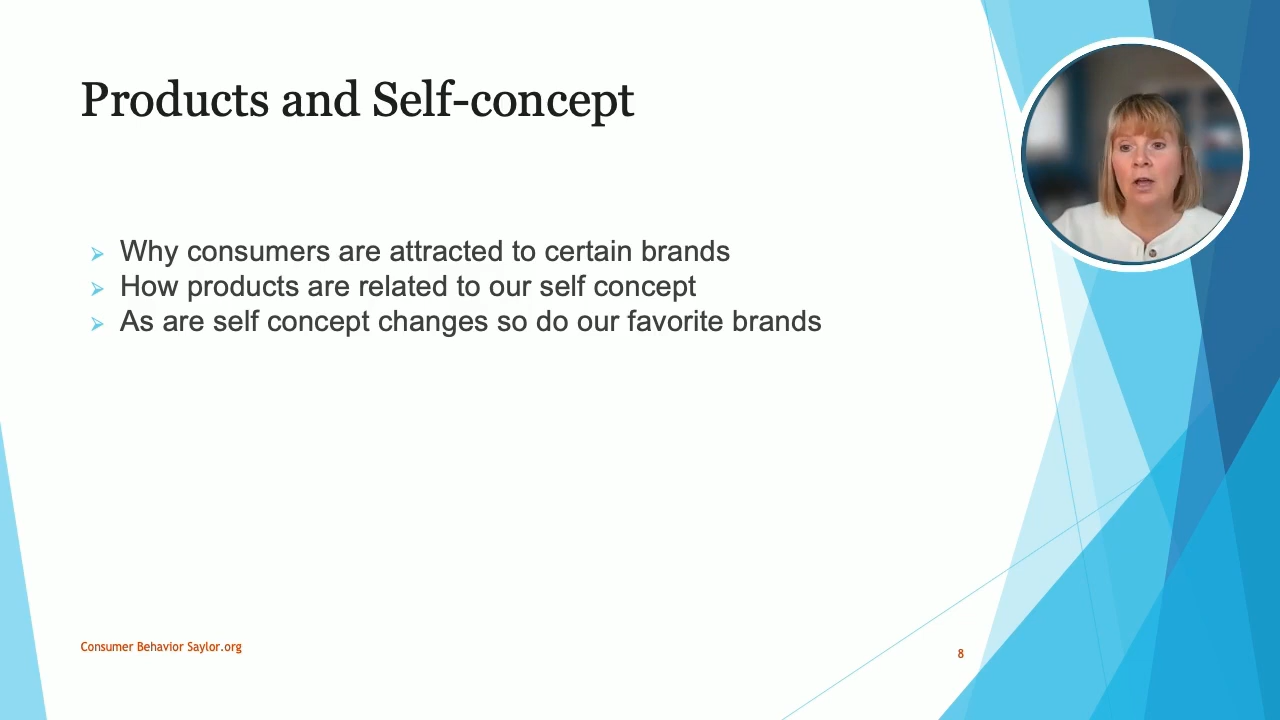 Products and Self-concept
Why consumers are attracted to certain brands
How products are related to our self concept
As are self concept changes so do our favorite brands
Consumer Behavior Saylor.org
8